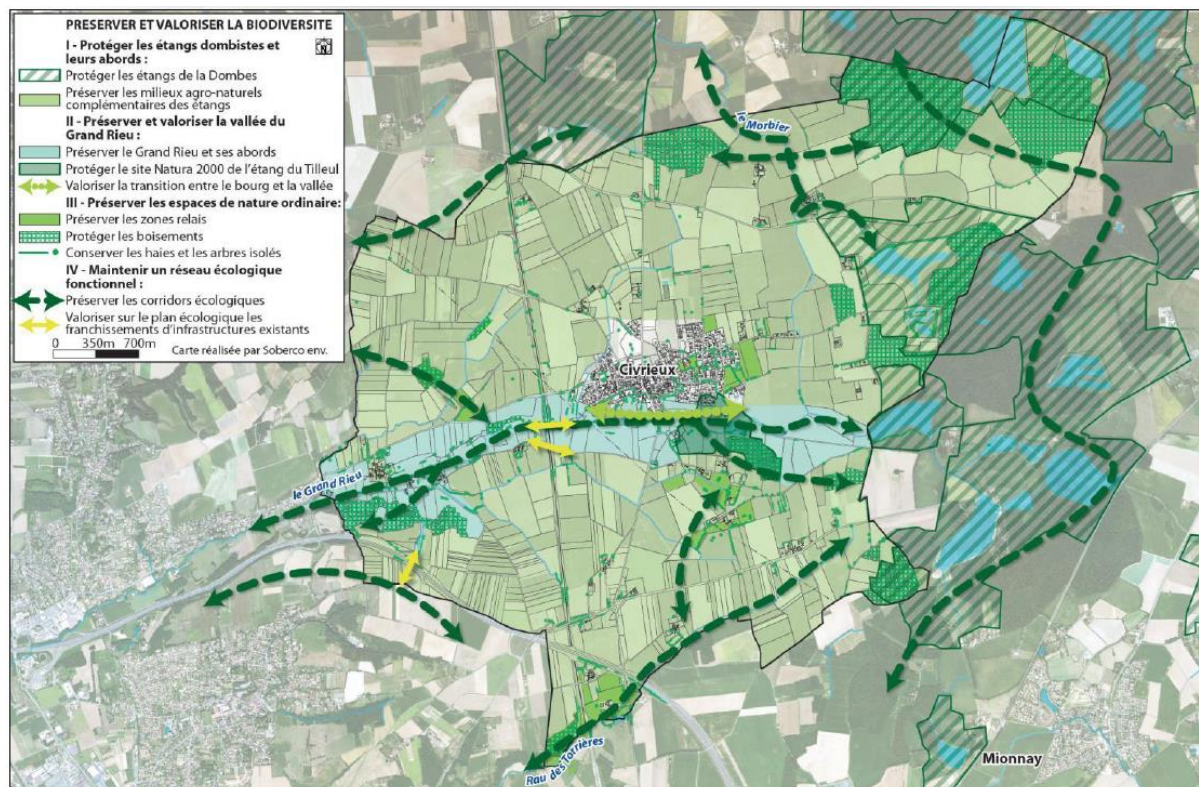 PRESERVER ET VALORISER LA BIODIVERSITE
I - Protéger les étangs dombistes et
leurs abords :
N
Protéger les étangs de la Dombes
Préserver les milieux agro-naturels
complémentaires des étangs
II - Préserver et valoriser la vallée du
Grand Rieu :
Préserver le Grand Rieu et ses abords
Protéger le site Natura 2000 de l'étang du Tilleul
Valoriser la transition entre le bourg et la vallée
III - Préserver les espaces de nature ordinaire:
Préserver les zones relais
Protéger les boisements
Conserver les haies et les arbres isolés
IV - Maintenir un réseau écologique
fonctionnel :
Préserver les corridors écologiques
Valoriser sur le plan écologique les
franchissements d'infrastructures existants
0 350m 700m
Carte réalisée par Soberco env.
le Morbier
Civrieux
le Grand Rieu
Rau des Torrières
Mionnay